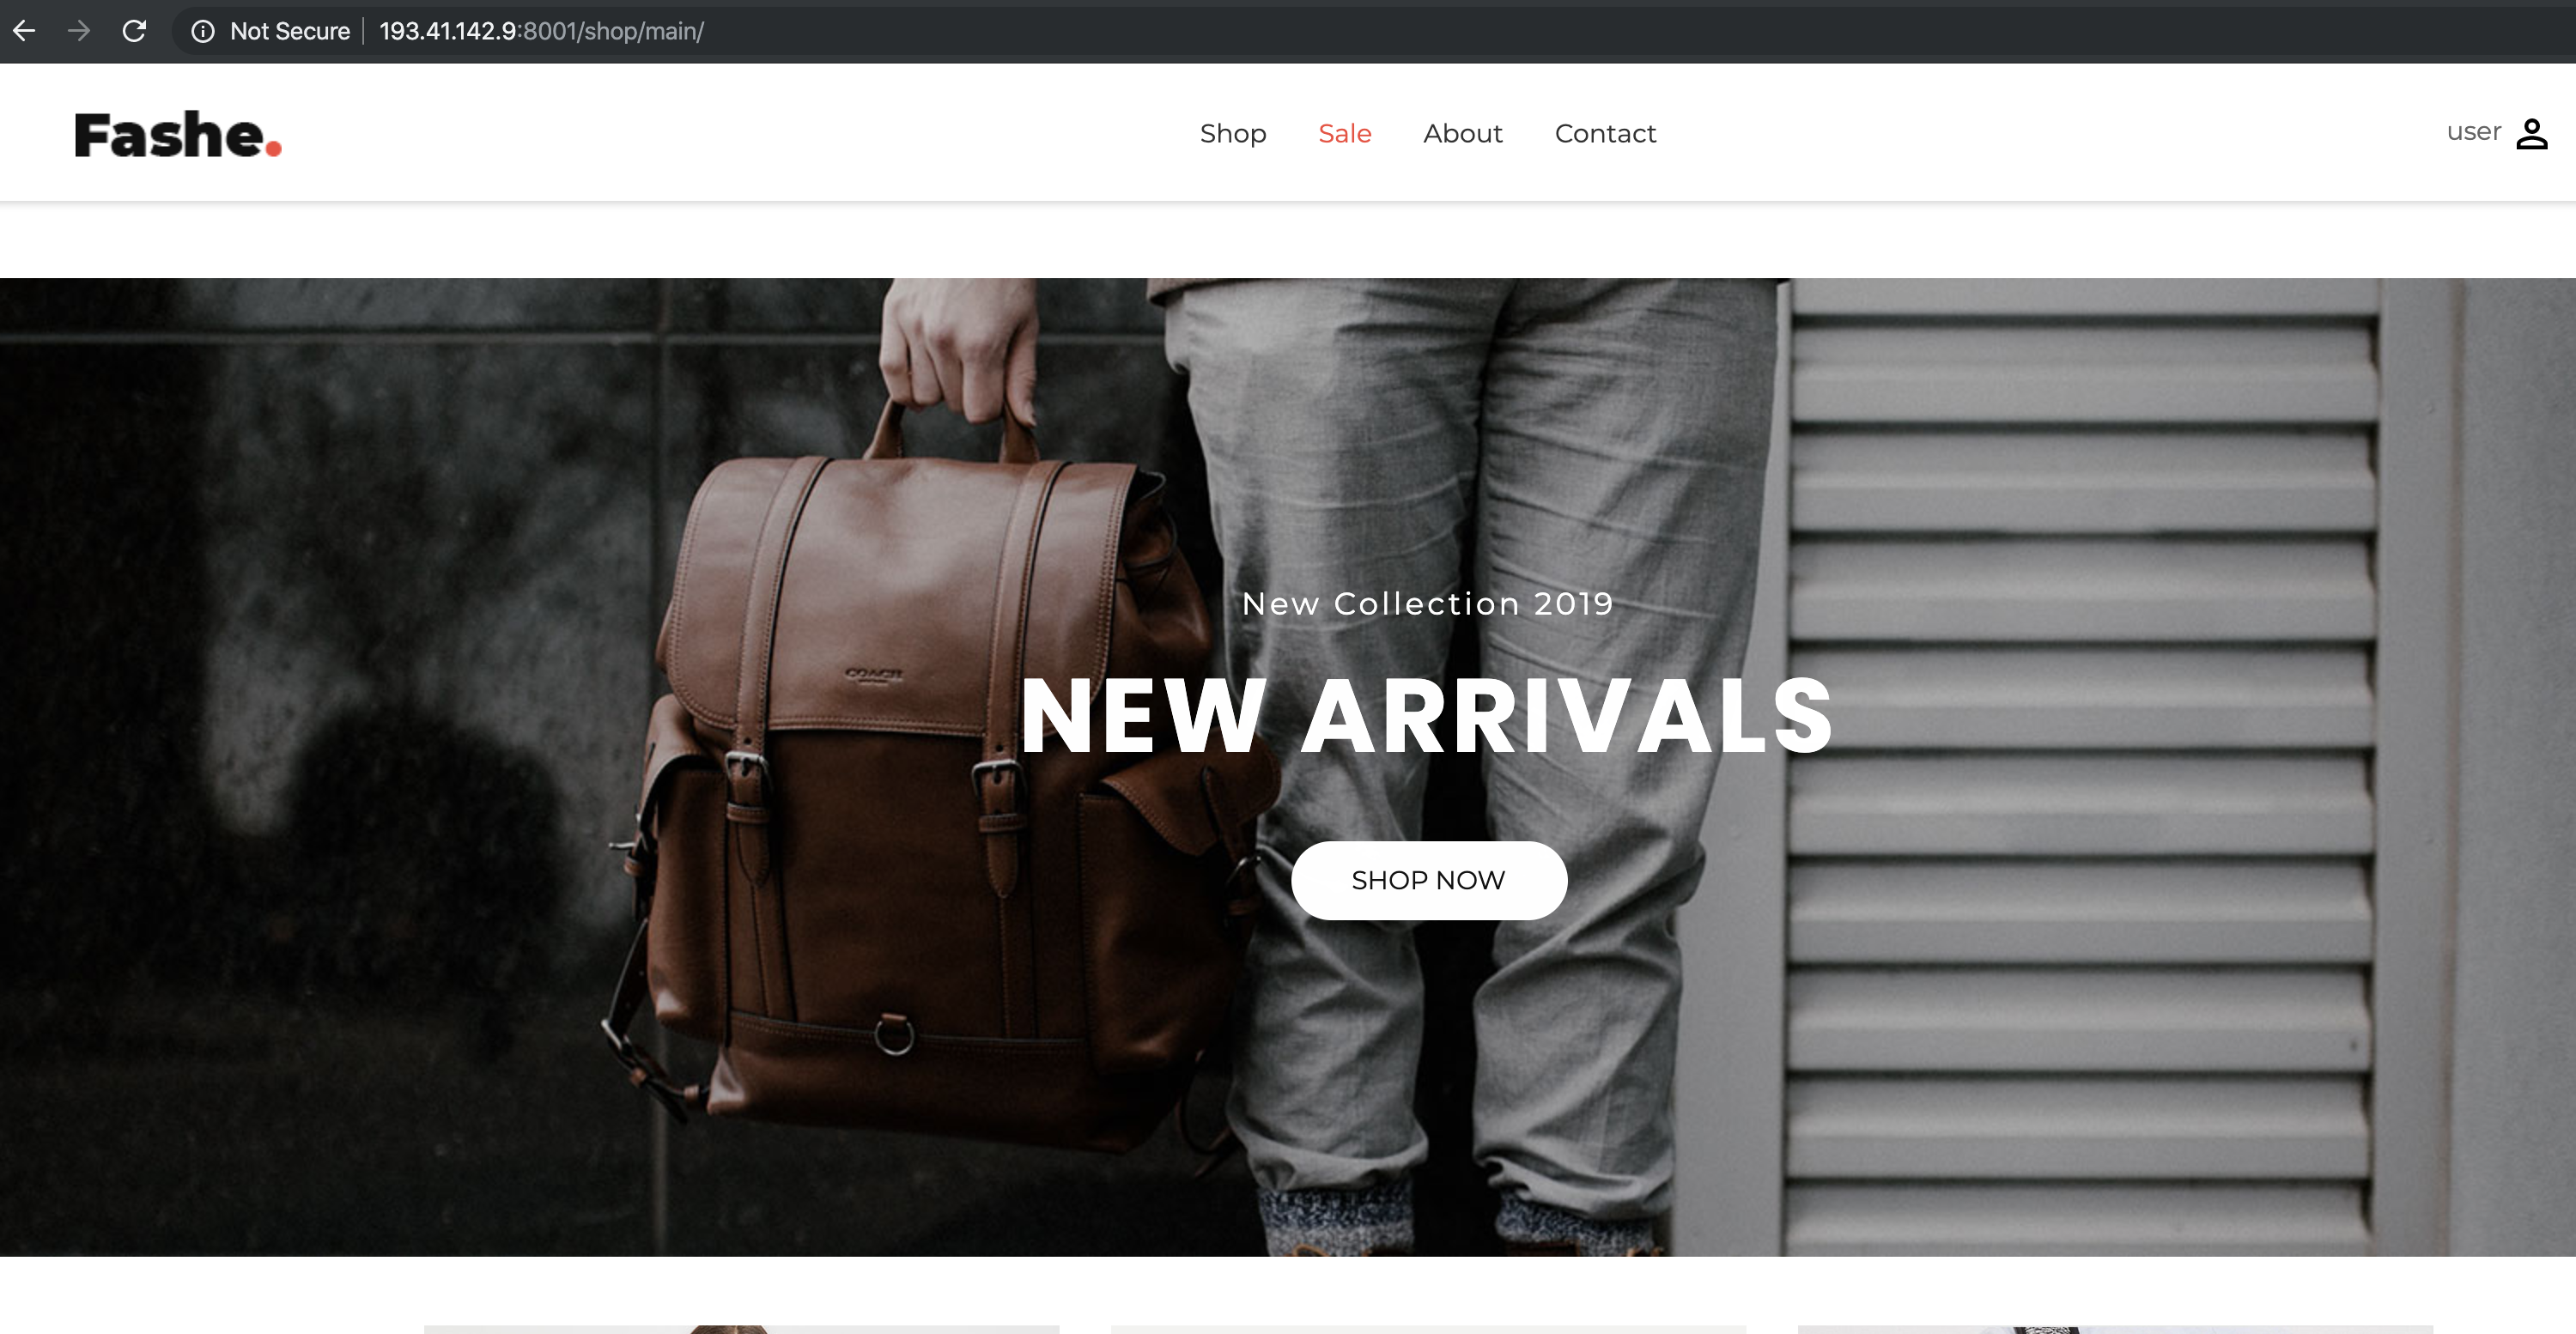 Not Secure | 193.41.142.9:8001/shop/main/
Fashe.
Shop Sale About Contact
user
New Collection 2019
COACH
NEW ARRIVALS
SHOP NOW